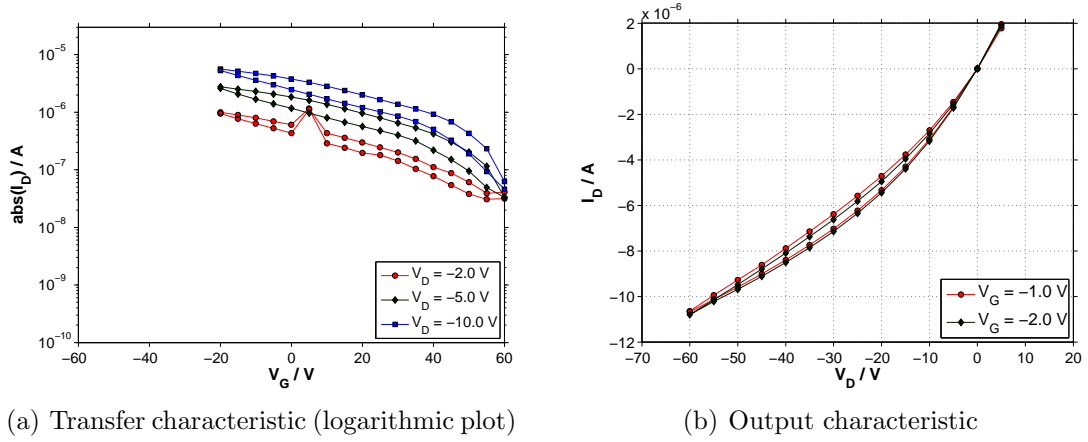 10⁻⁵
10⁻⁶
10⁻⁷
10⁻⁸
10⁻⁹
10⁻¹⁰
abs(I_D) / A
−60 −40 −20 0 20 40 60
V_G / V
V_D = −2.0 V
V_D = −5.0 V
V_D = −10.0 V
x 10⁻⁶
2
0
−2
−4
−6
−8
−10
−12
I_D / A
−70 −60 −50 −40 −30 −20 −10 0 10 20
V_D / V
V_G = −1.0 V
V_G = −2.0 V
(a) Transfer characteristic (logarithmic plot)
(b) Output characteristic